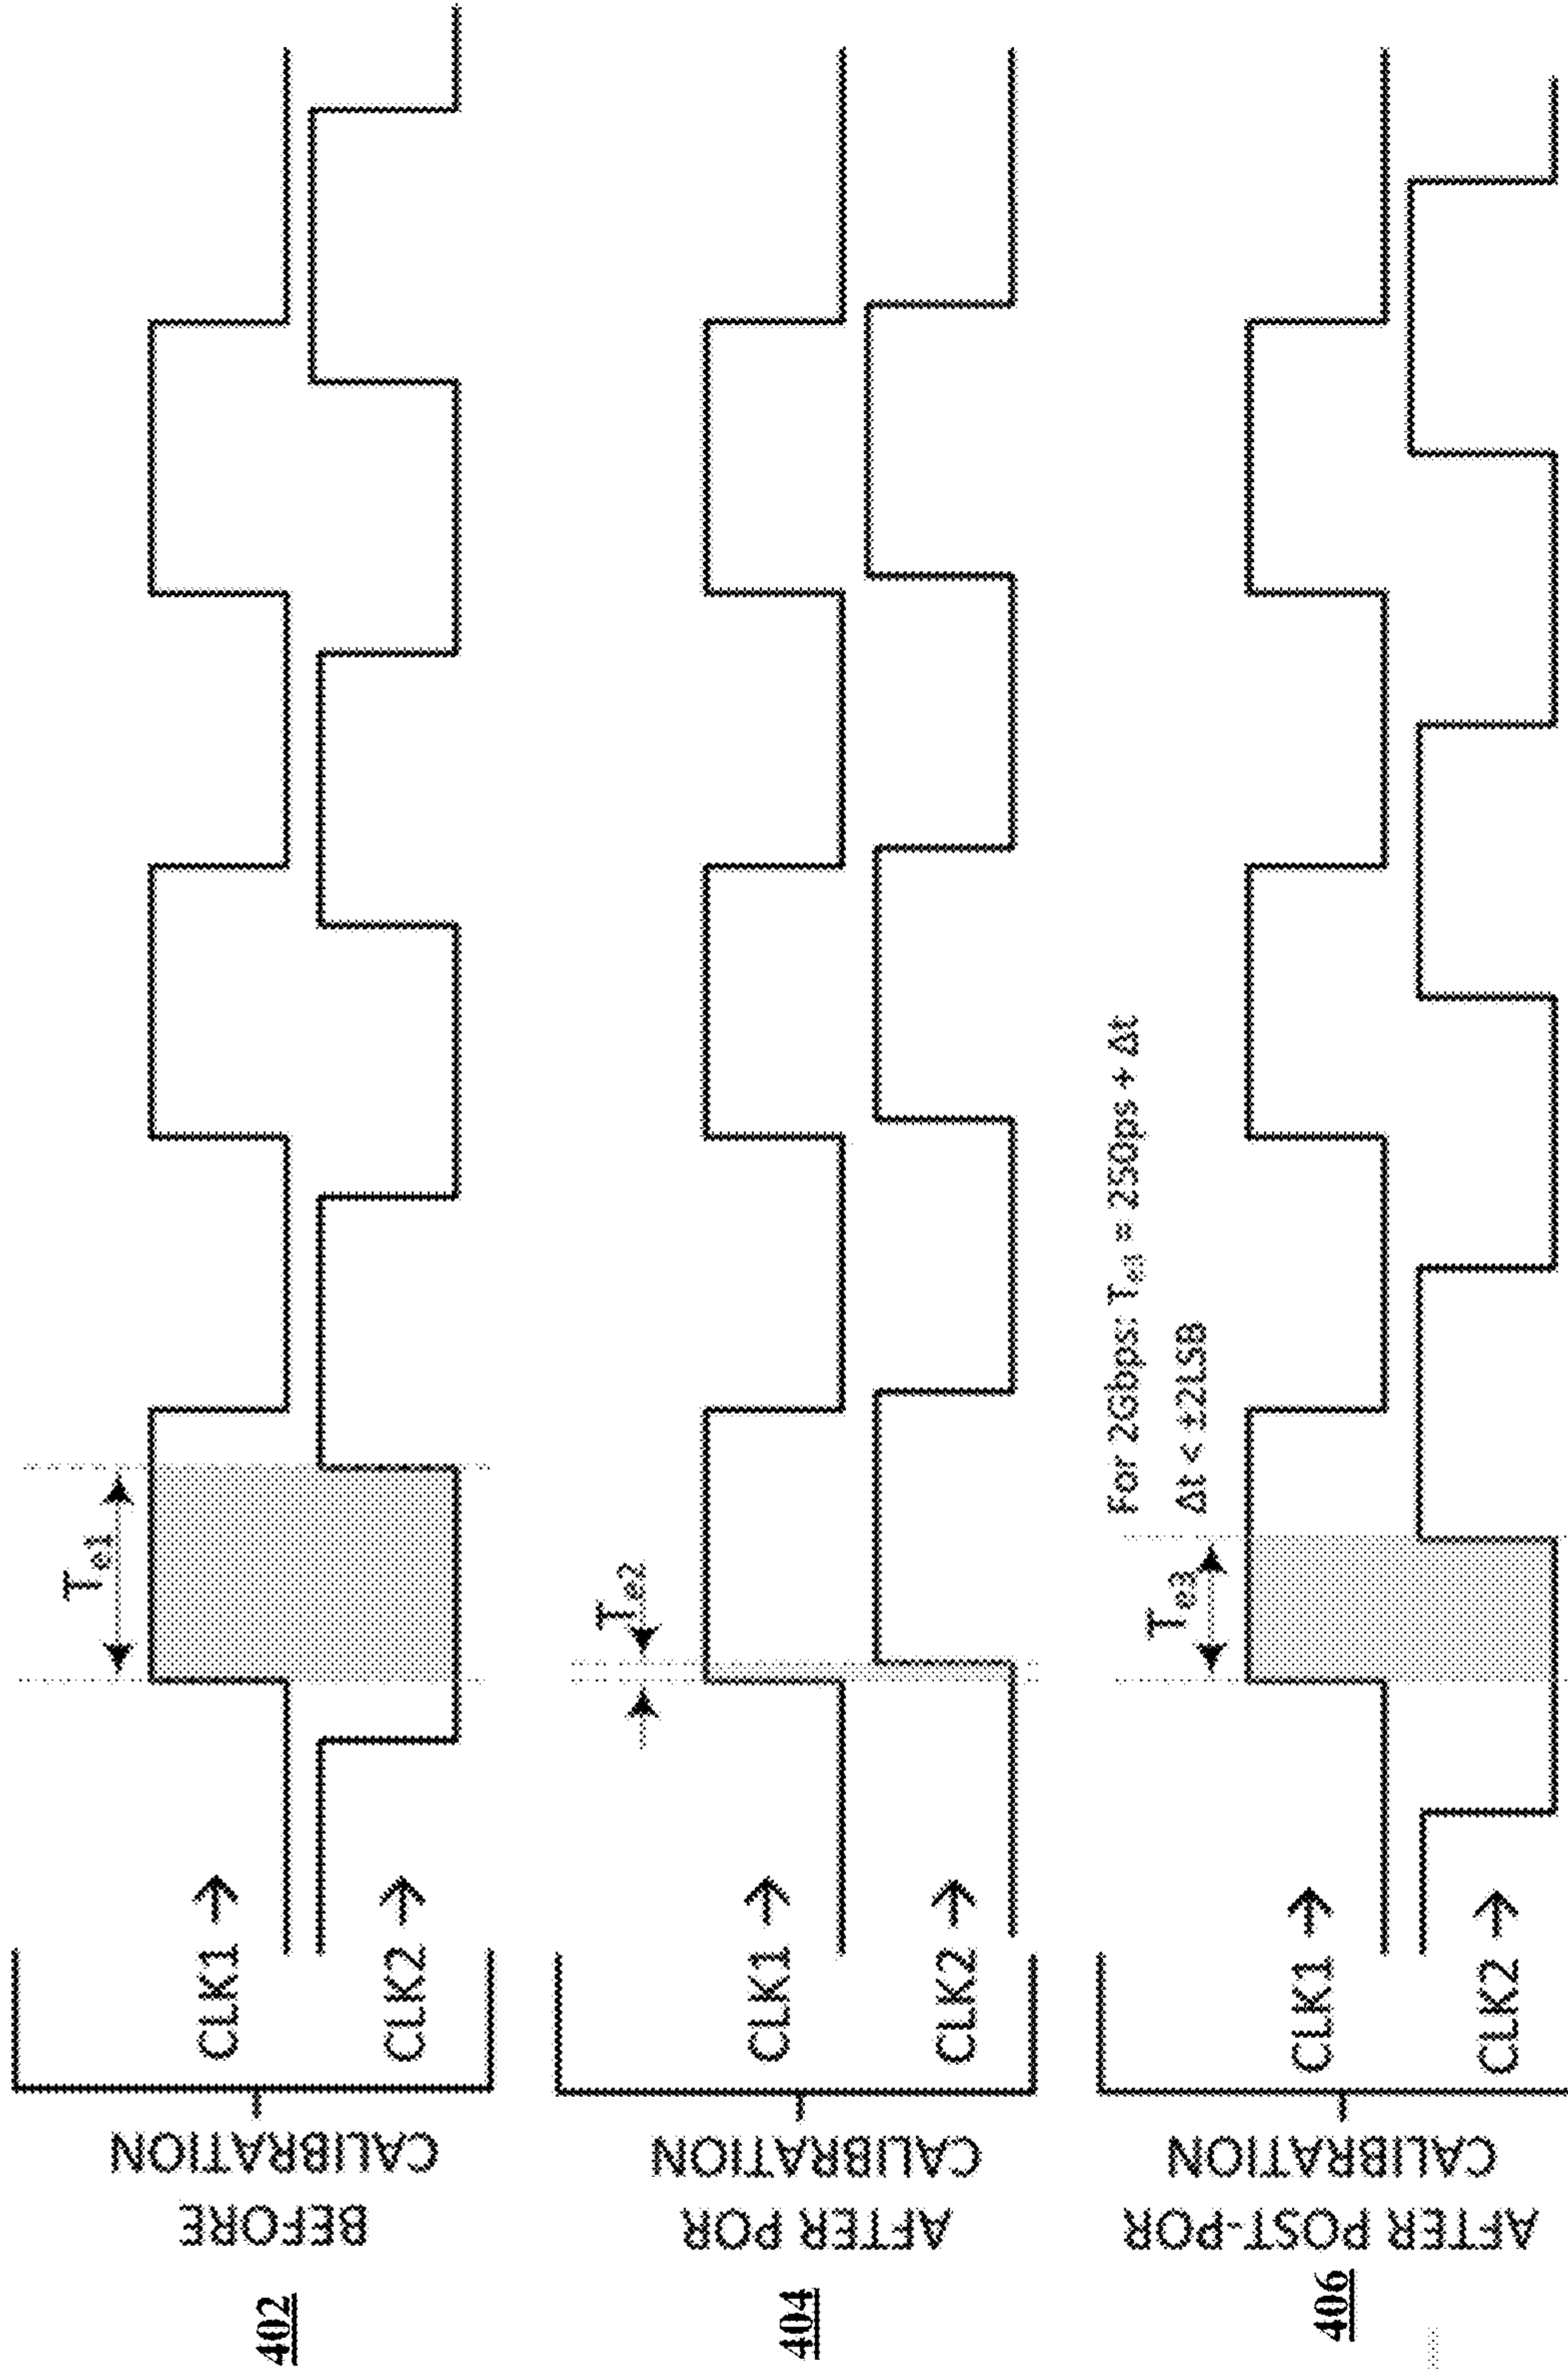 402
BEFORE
CALIBRATION
CLK1
CLK2
Te1
404
AFTER POR
CALIBRATION
CLK1
CLK2
Te2
406
AFTER POST-POR
CALIBRATION
CLK1
CLK2
Te3
For 2Gbps: Te3 = 250ps + Δt
Δt < ±2LSB